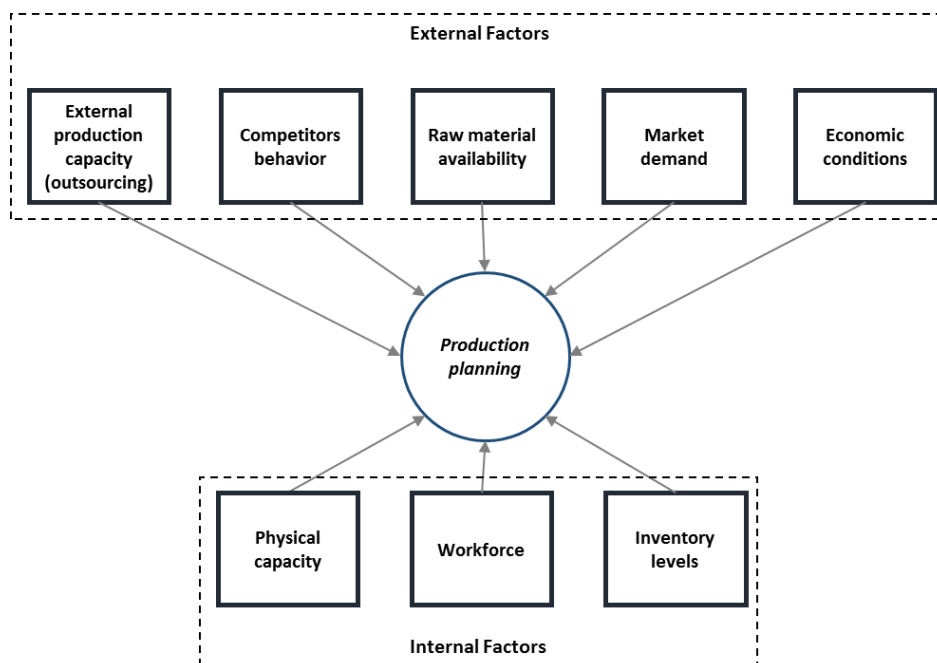 External Factors
External
production
capacity
(outsourcing)
Competitors
behavior
Raw material
availability
Market
demand
Economic
conditions
Production
planning
Physical
capacity
Workforce
Inventory
levels
Internal Factors